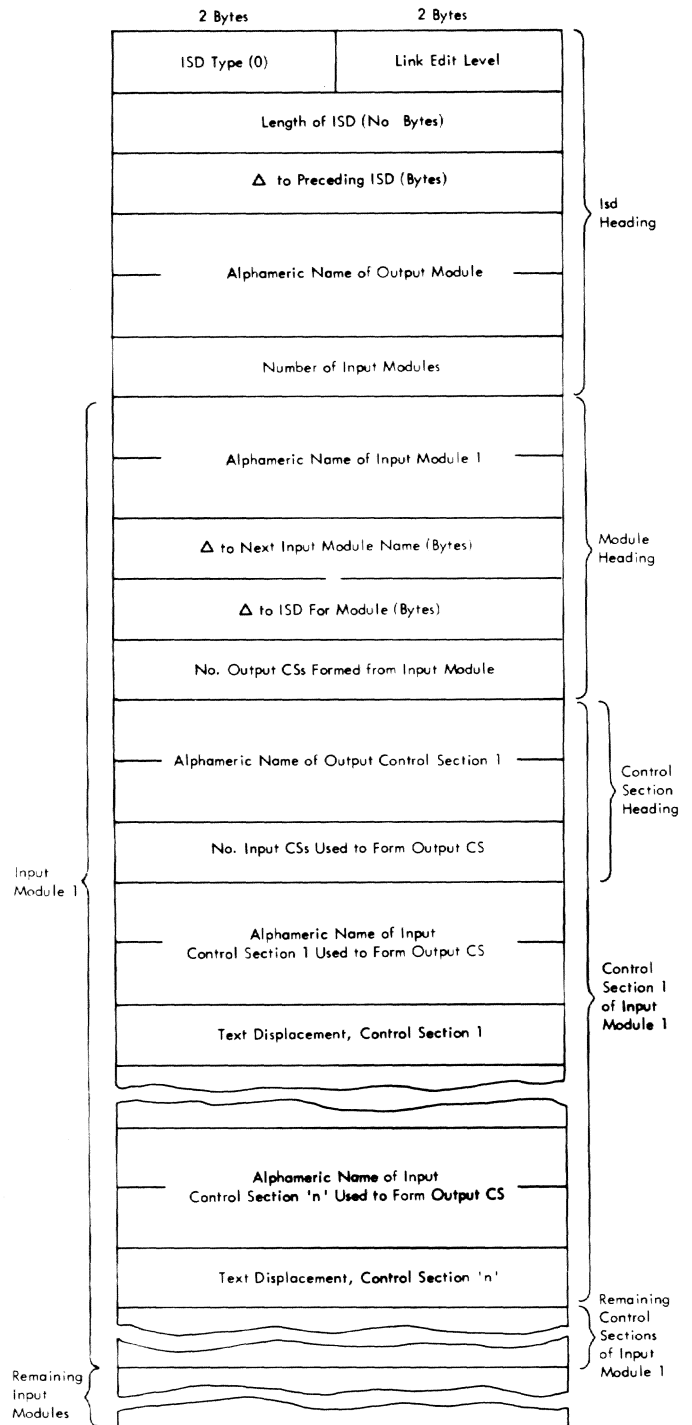 2 Bytes 2 Bytes
ISD Type (0) Link Edit Level
Length of ISD (No Bytes)
Δ to Preceding ISD (Bytes)
Isd
Heading
Alphameric Name of Output Module
Number of Input Modules
Alphameric Name of Input Module 1
Δ to Next Input Module Name (Bytes)
Module
Heading
Δ to ISD For Module (Bytes)
No. Output CSs Formed from Input Module
Alphameric Name of Output Control Section 1
Control
Section
Heading
No. Input CSs Used to Form Output CS
Input
Module 1
Alphameric Name of Input
Control Section 1 Used to Form Output CS
Control
Section 1
of Input
Module 1
Text Displacement, Control Section 1
Alphameric Name of Input
Control Section 'n' Used to Form Output CS
Text Displacement, Control Section 'n'
Remaining
Control
Sections
of Input
Module 1
Remaining
Input
Modules